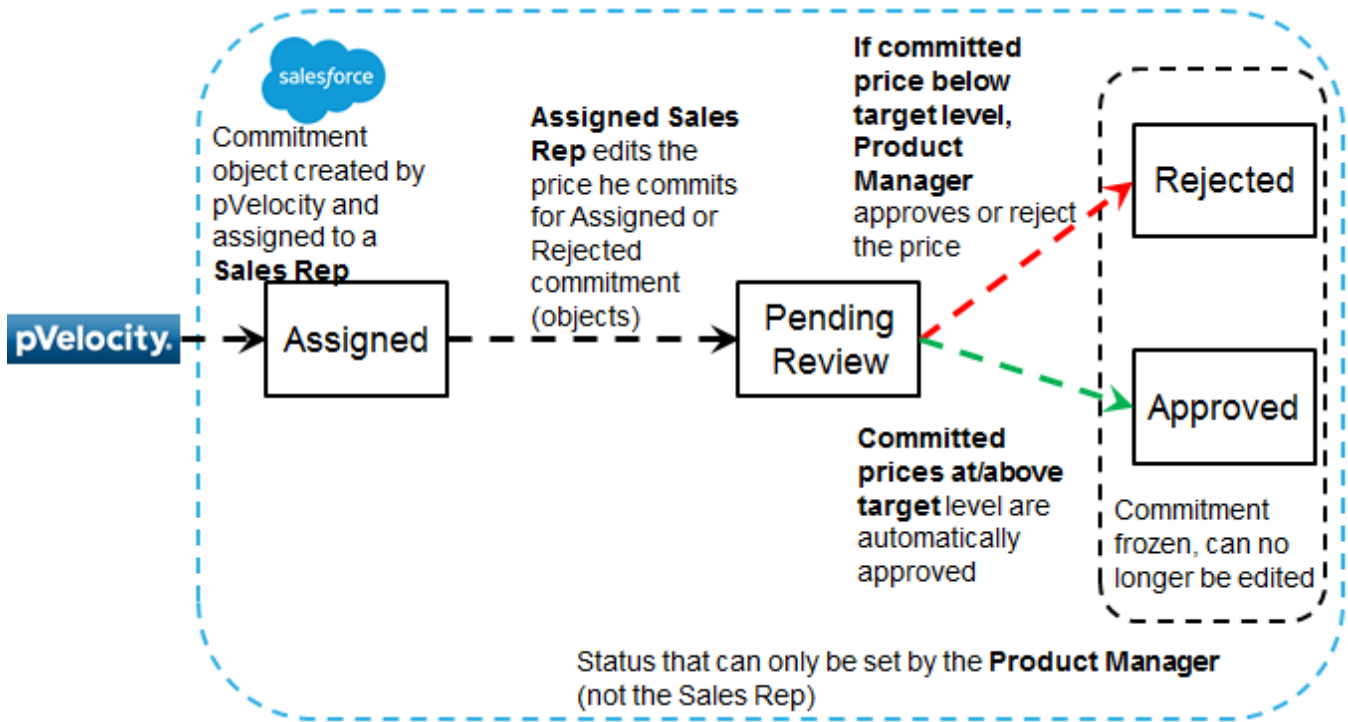 salesforce
Commitment
object created by
pVelocity and
assigned to a
Sales Rep
pVelocity.
Assigned
Assigned Sales
Rep edits the
price he commits
for Assigned or
Rejected
commitment
(objects)
Pending
Review
If committed
price below
target level,
Product
Manager
approves or reject
the price
Rejected
Committed
prices at/above
target level are
automatically
approved
Approved
Commitment
frozen, can no
longer be edited
Status that can only be set by the Product Manager
(not the Sales Rep)